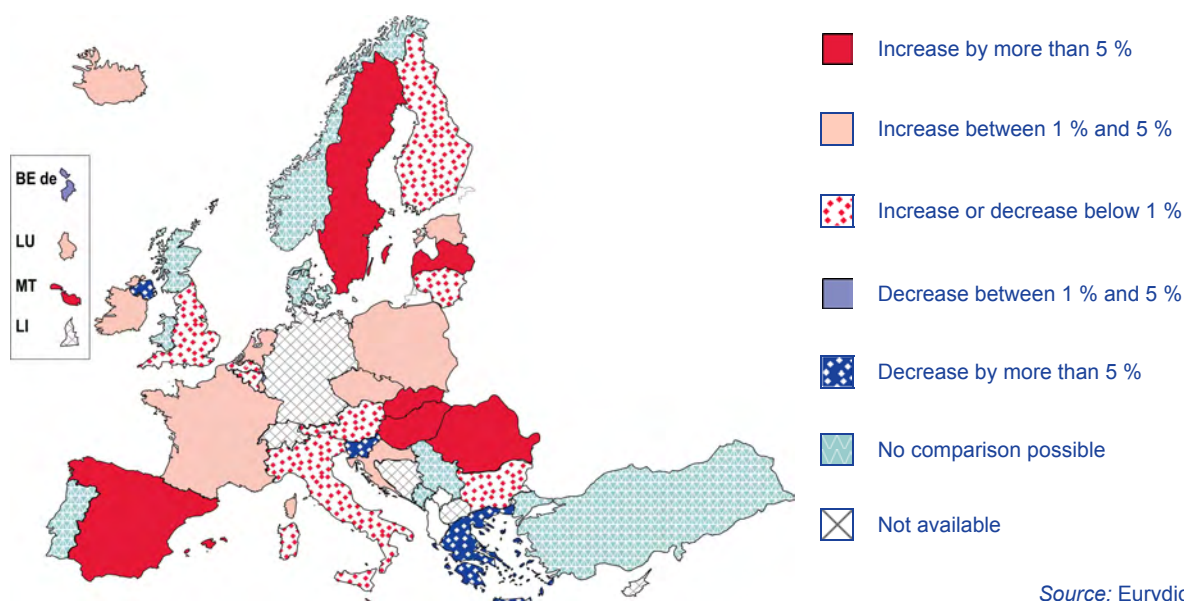 BE de
LU
MT
LI
Increase by more than 5 %
Increase between 1 % and 5 %
Increase or decrease below 1 %
Decrease between 1 % and 5 %
Decrease by more than 5 %
No comparison possible
Not available
Source: Eurydic